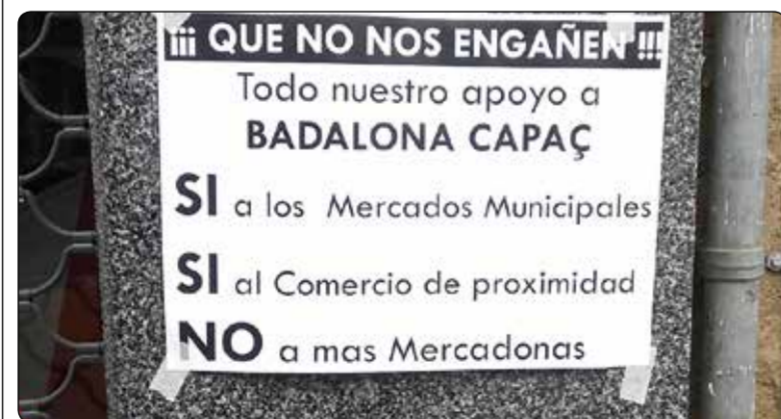 ¡¡¡ QUE NO NOS ENGAÑEN !!!
Todo nuestro apoyo a
BADALONA CAPAÇ
SI a los Mercados Municipales
SI al Comercio de proximidad
NO a mas Mercadonas